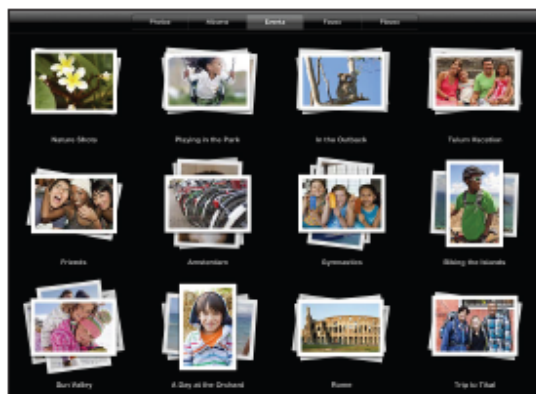 Photos Albums Events Faces Places
Nature Shots Playing in the Park In the Outback Tulum Vacation
Friends Amsterdam Gymnastics Biking the Islands
Sun Valley A Day at the Orchard Rome Trip to Tikal